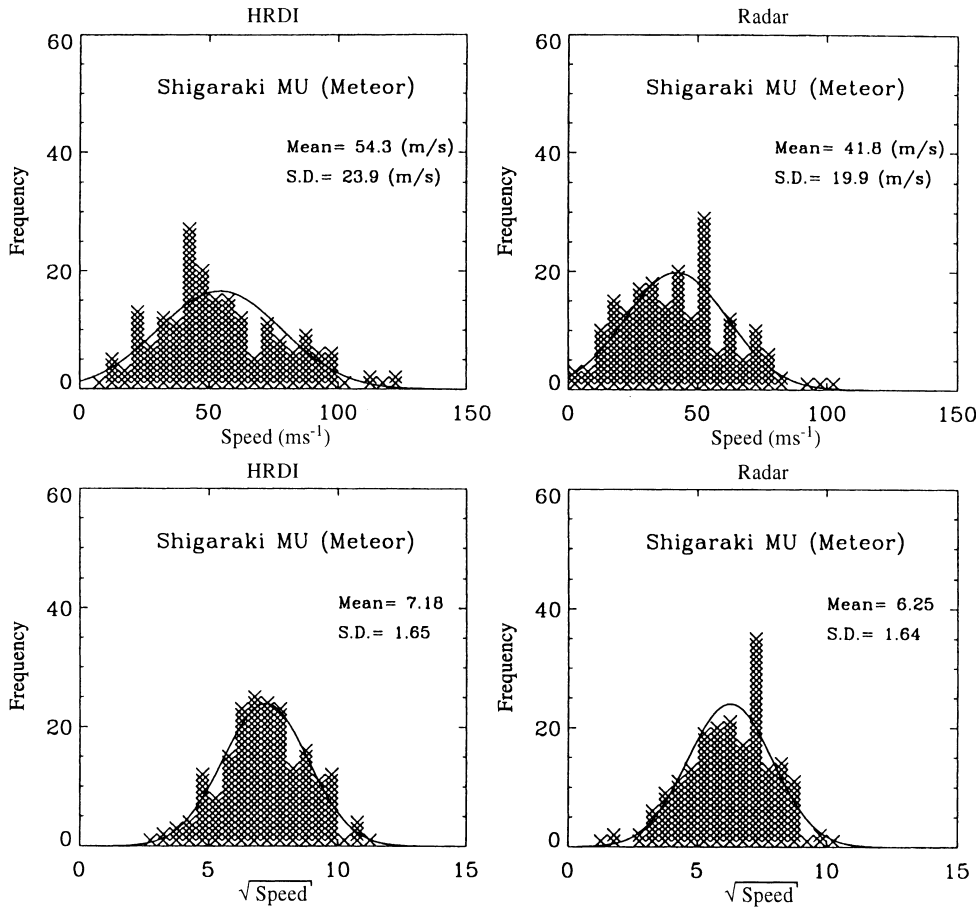 HRDI
60
40
20
0
Frequency
Shigaraki MU (Meteor)
Mean= 54.3 (m/s)
S.D.= 23.9 (m/s)
0 50 100 150
Speed (ms⁻¹)
Radar
60
40
20
0
Frequency
Shigaraki MU (Meteor)
Mean= 41.8 (m/s)
S.D.= 19.9 (m/s)
0 50 100 150
Speed (ms⁻¹)
HRDI
60
40
20
0
Frequency
Shigaraki MU (Meteor)
Mean= 7.18
S.D.= 1.65
0 5 10 15
√Speed
Radar
60
40
20
0
Frequency
Shigaraki MU (Meteor)
Mean= 6.25
S.D.= 1.64
0 5 10 15
√Speed